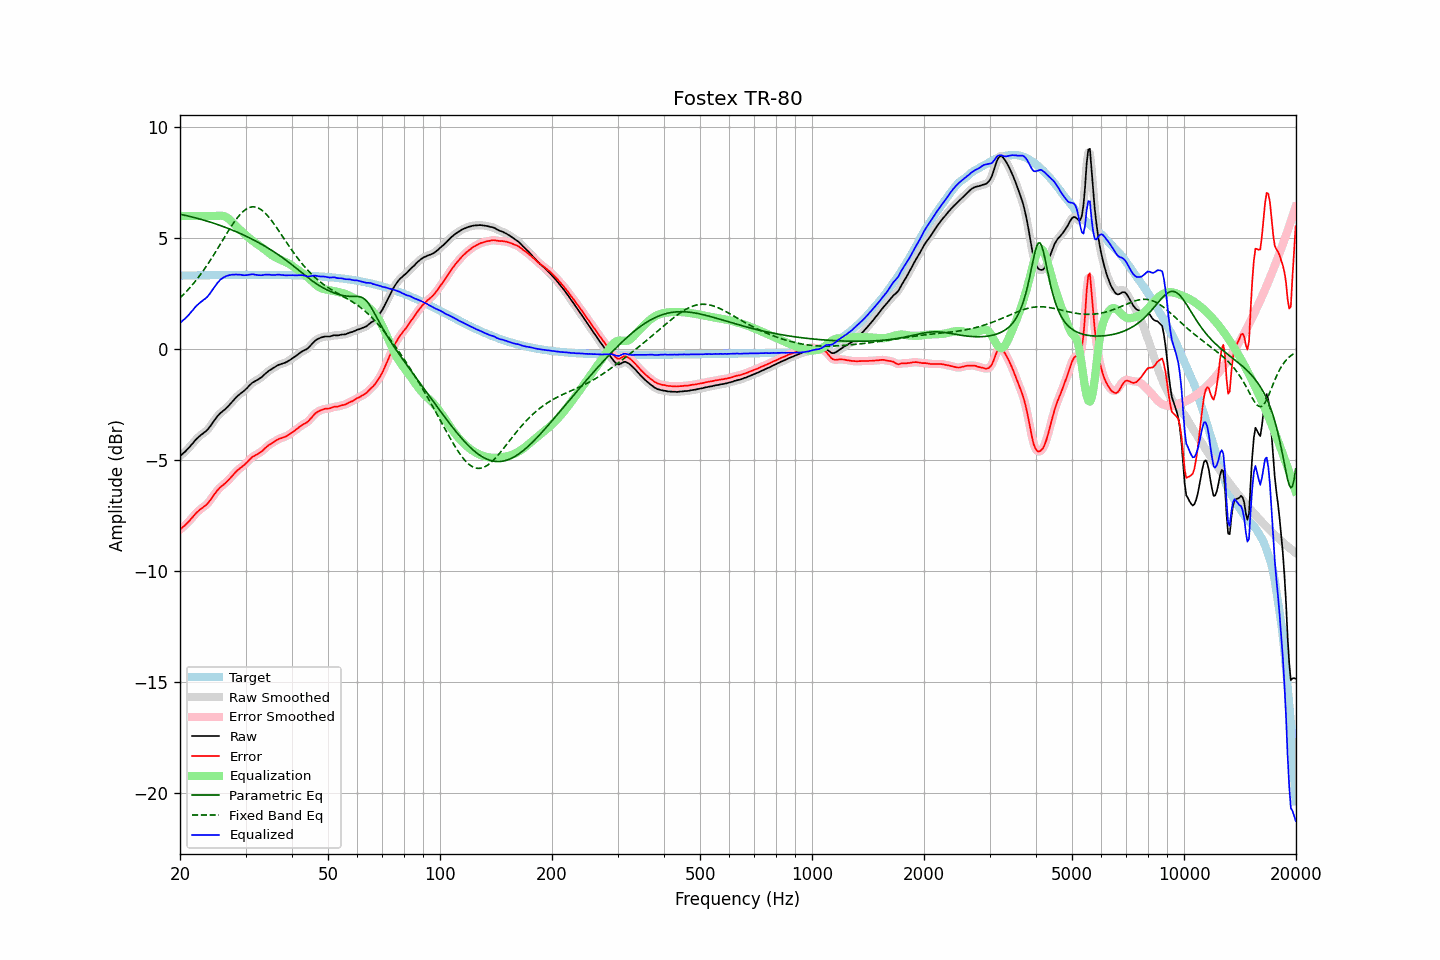 Fostex TR-80
10
5
0
−5
−10
−15
−20
Amplitude (dBr)
Target
Raw Smoothed
Error Smoothed
Raw
Error
Equalization
Parametric Eq
Fixed Band Eq
Equalized
20
50
100
200
500
1000
2000
5000
10000
20000
Frequency (Hz)